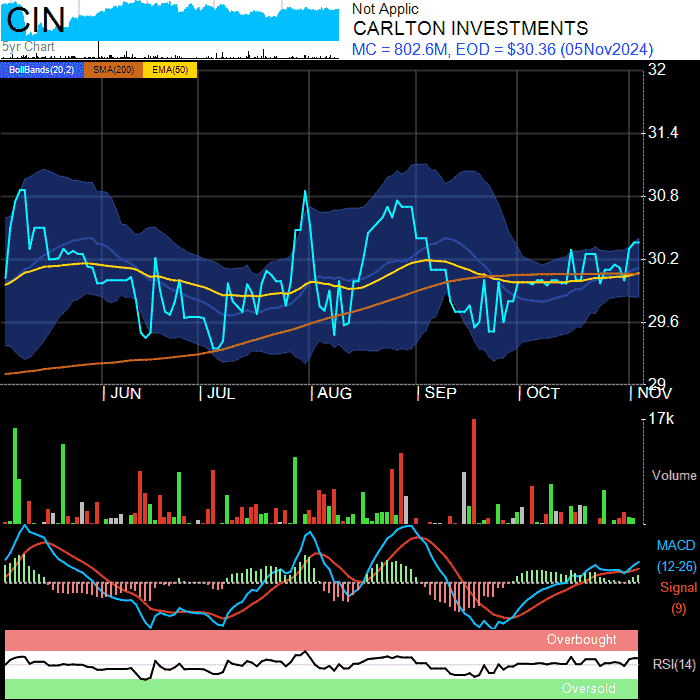 CIN
Not Applic
CARLTON INVESTMENTS
5yr Chart
MC = 802.6M, EOD = $30.36 (05Nov2024)
BollBands(20,2) SMA(200) EMA(50)
32
31.4
30.8
30.2
29.6
29
| JUN | JUL | AUG | SEP | OCT | NOV
17k
Volume
MACD
(12-26)
Signal
(9)
Overbought
RSI(14)
Oversold